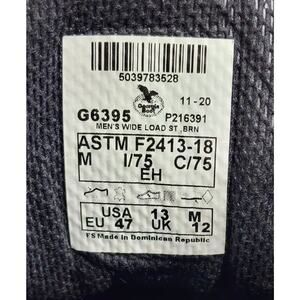 5039783528
Georgia Boot
11-20
G6395 P216391
MEN'S WIDE LOAD ST ,BRN
ASTM F2413-18
M I/75 C/75
EH
USA 13 M
EU 47 UK 12
FS Made in Dominican Republic